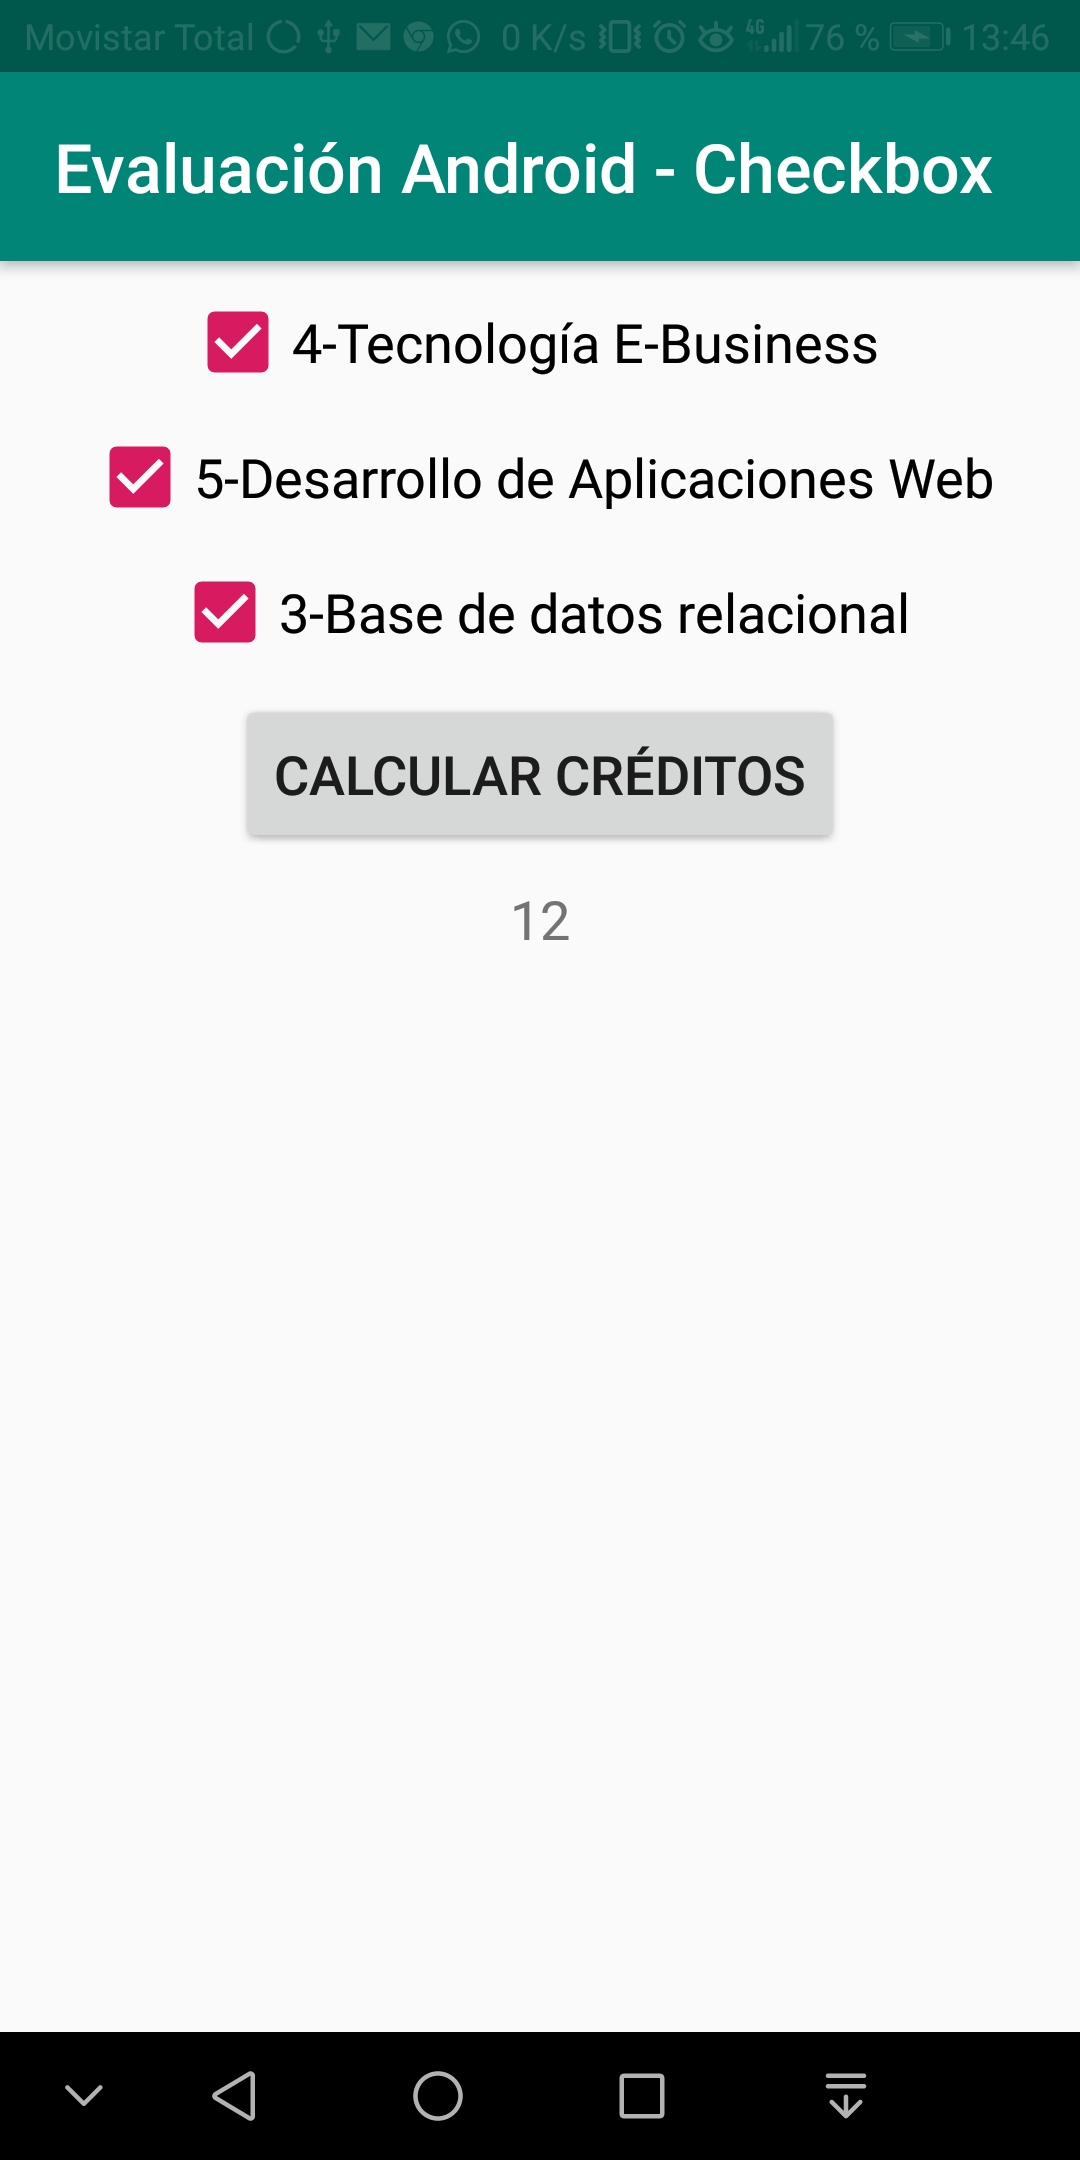 Movistar Total 0 K/s 4G 76 % 13:46
Evaluación Android - Checkbox
4-Tecnología E-Business
5-Desarrollo de Aplicaciones Web
3-Base de datos relacional
CALCULAR CRÉDITOS
12